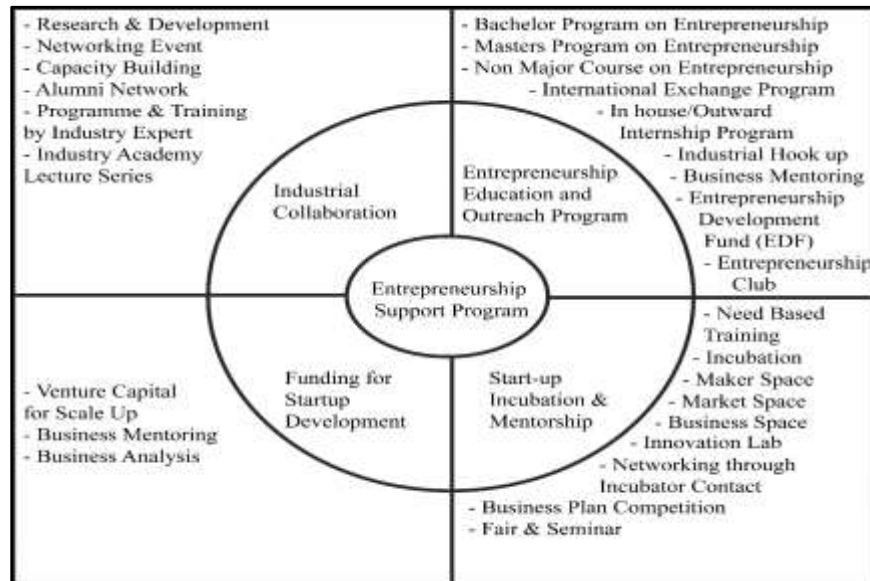 - Research & Development
- Networking Event
- Capacity Building
- Alumni Network
- Programme & Training
by Industry Expert
- Industry Academy
Lecture Series
Industrial
Collaboration
- Bachelor Program on Entrepreneurship
- Masters Program on Entrepreneurship
- Non Major Course on Entrepreneurship
- International Exchange Program
- In house/Outward
Internship Program
- Industrial Hook up
- Business Mentoring
- Entrepreneurship
Development
Fund (EDF)
- Entrepreneurship
Club
Entrepreneurship
Education and
Outreach Program
Entrepreneurship
Support Program
Funding for
Startup
Development
- Venture Capital
for Scale Up
- Business Mentoring
- Business Analysis
Start-up
Incubation &
Mentorship
- Need Based
Training
- Incubation
- Maker Space
- Market Space
- Business Space
- Innovation Lab
- Networking through
Incubator Contact
- Business Plan Competition
- Fair & Seminar